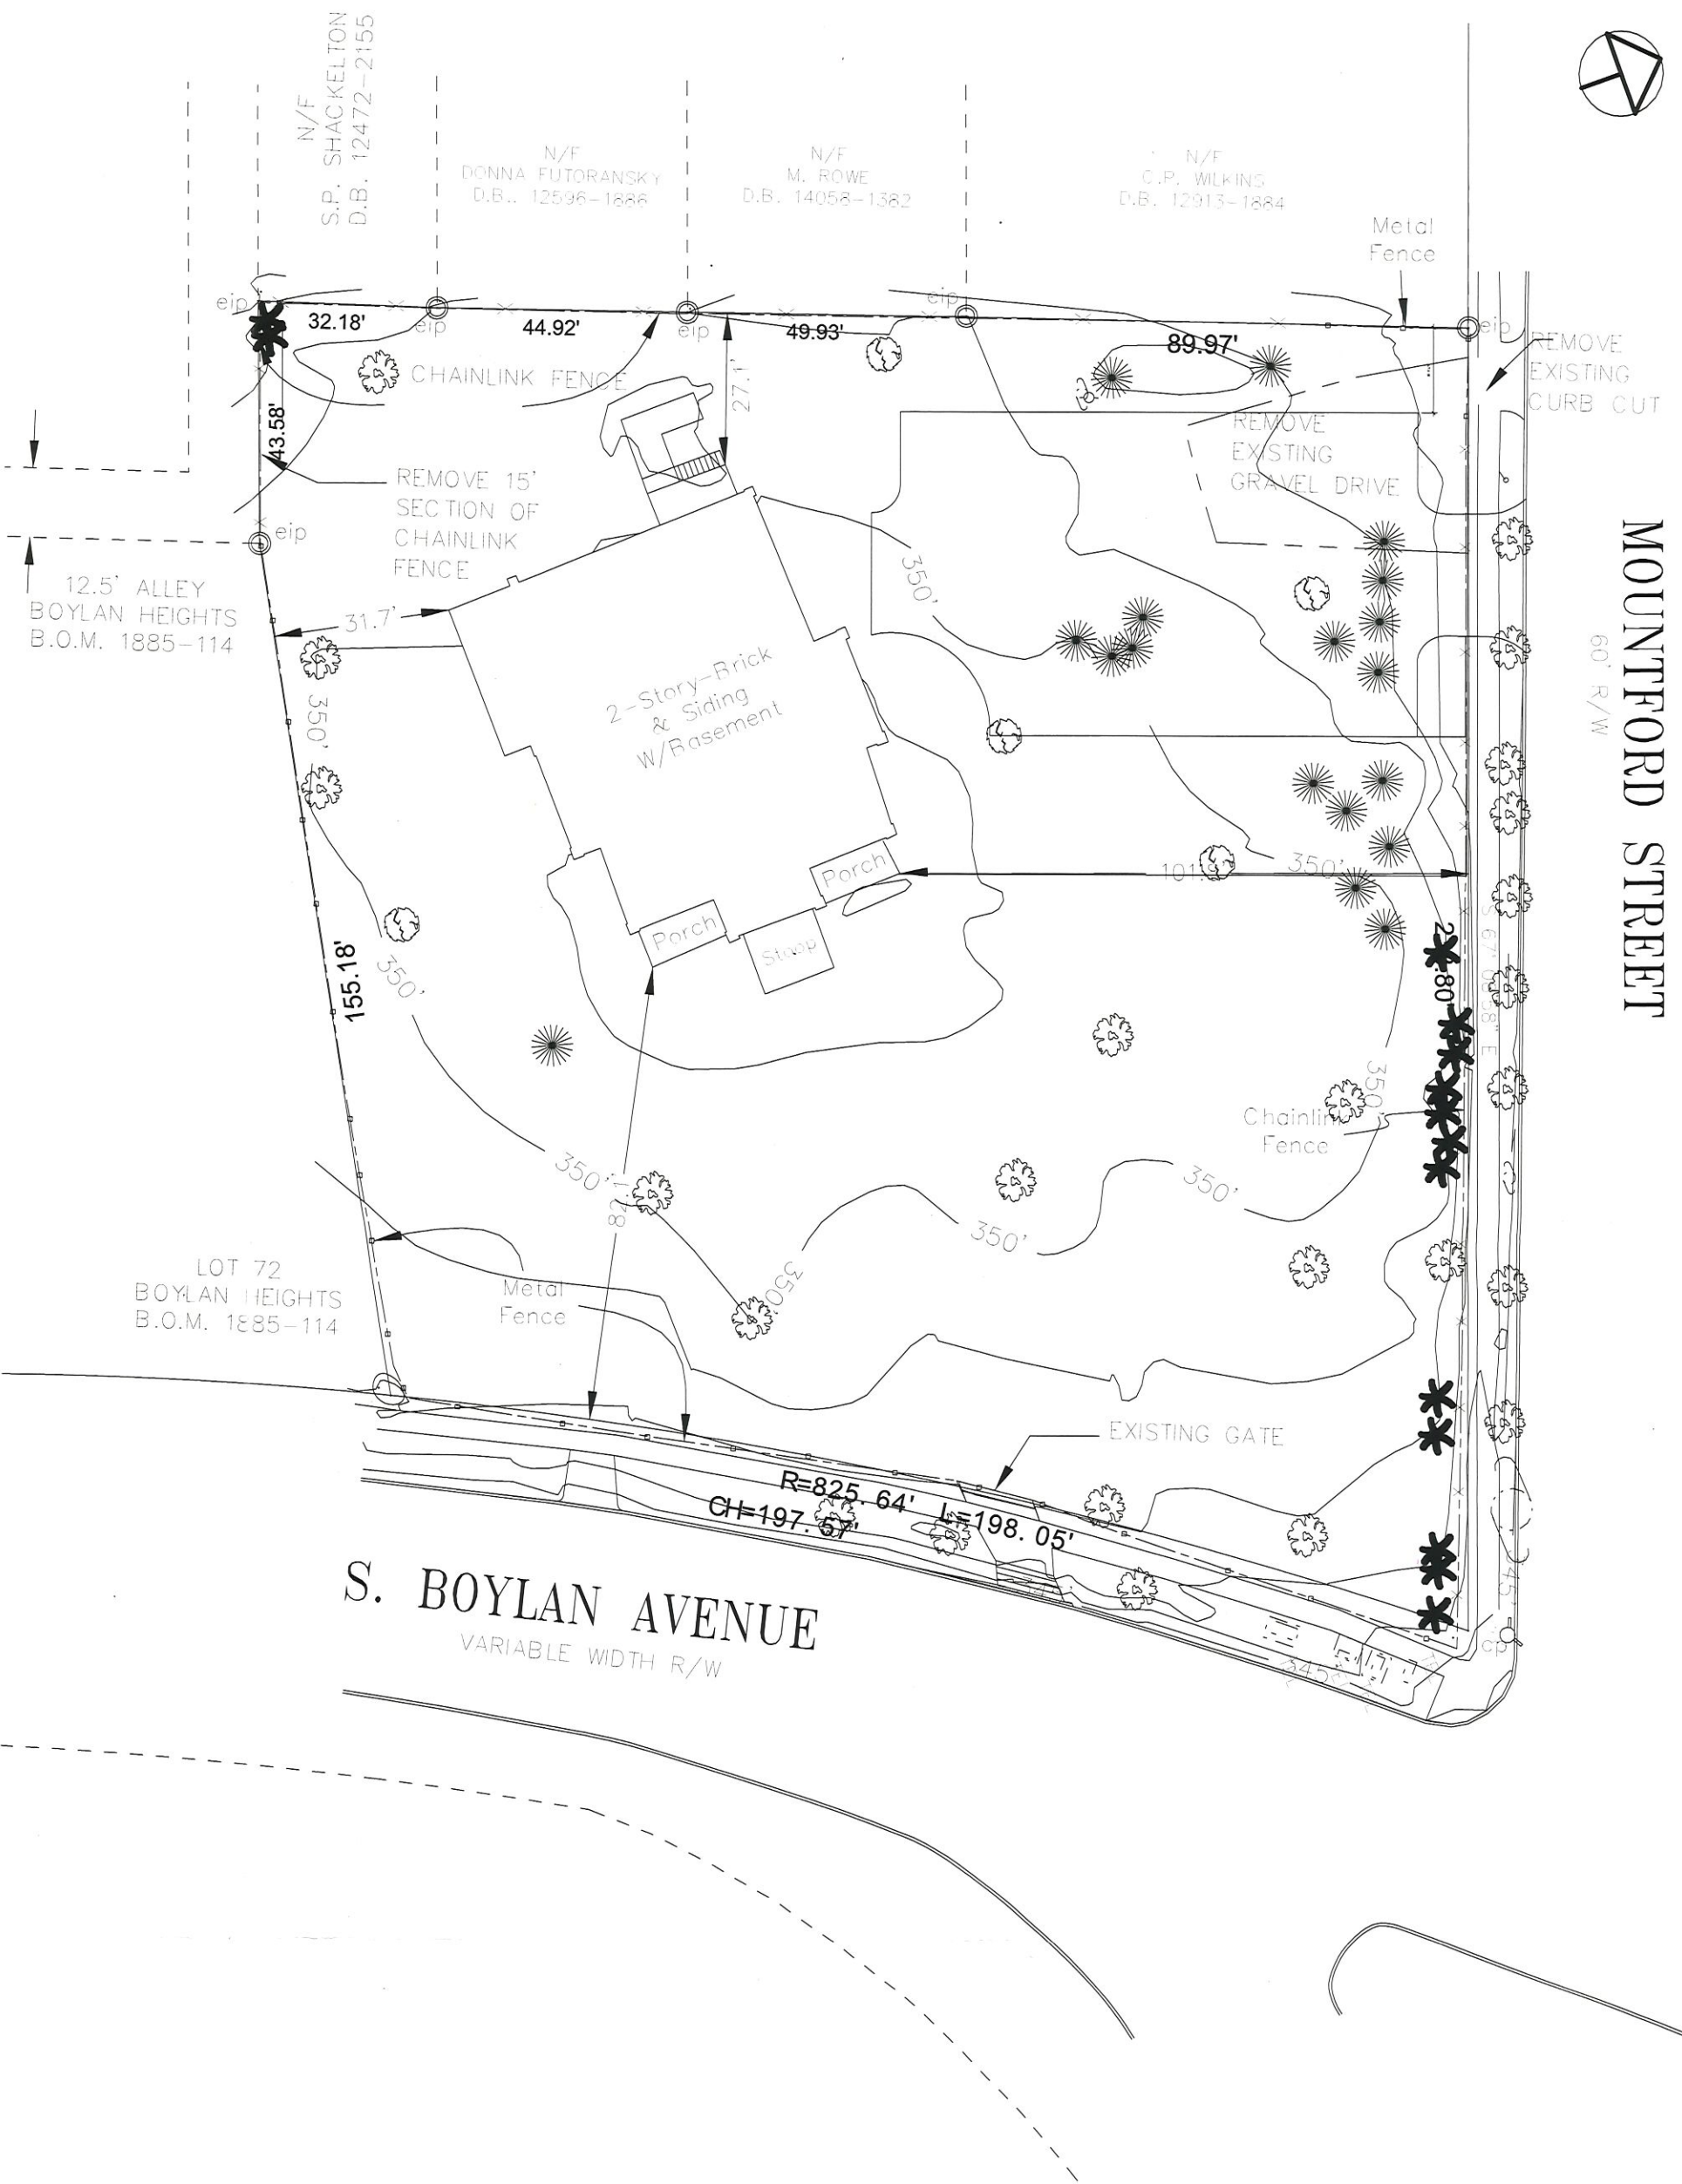 N/F
S.P. SHACKELTON
D.B. 12472-2155
N/F
DONNA FUTORANSKY
D.B.. 12596-1886
N/F
M. ROWE
D.B. 14058-1382
N/F
C.P. WILKINS
D.B. 12913-1884
Metal
Fence
eip
32.18'
eip
44.92'
eip
49.93'
eip
89.97'
eip
REMOVE
EXISTING
CURB CUT
CHAINLINK FENCE
27.1'
43.58'
REMOVE
EXISTING
GRAVEL DRIVE
REMOVE 15'
SECTION OF
CHAINLINK
FENCE
eip
12.5' ALLEY
BOYLAN HEIGHTS
B.O.M. 1885-114
31.7'
350'
350'
2-Story-Brick
& Siding
W/Basement
MOUNTFORD STREET
60' R/W
Porch
Porch
Stoop
350'
155.18'
350'
350'
Chainlink
Fence
350'
350'
350'
350'
LOT 72
BOYLAN HEIGHTS
B.O.M. 1885-114
Metal
Fence
EXISTING GATE
R=825.64'
L=198.05'
CH=197.57'
S. BOYLAN AVENUE
VARIABLE WIDTH R/W
cp